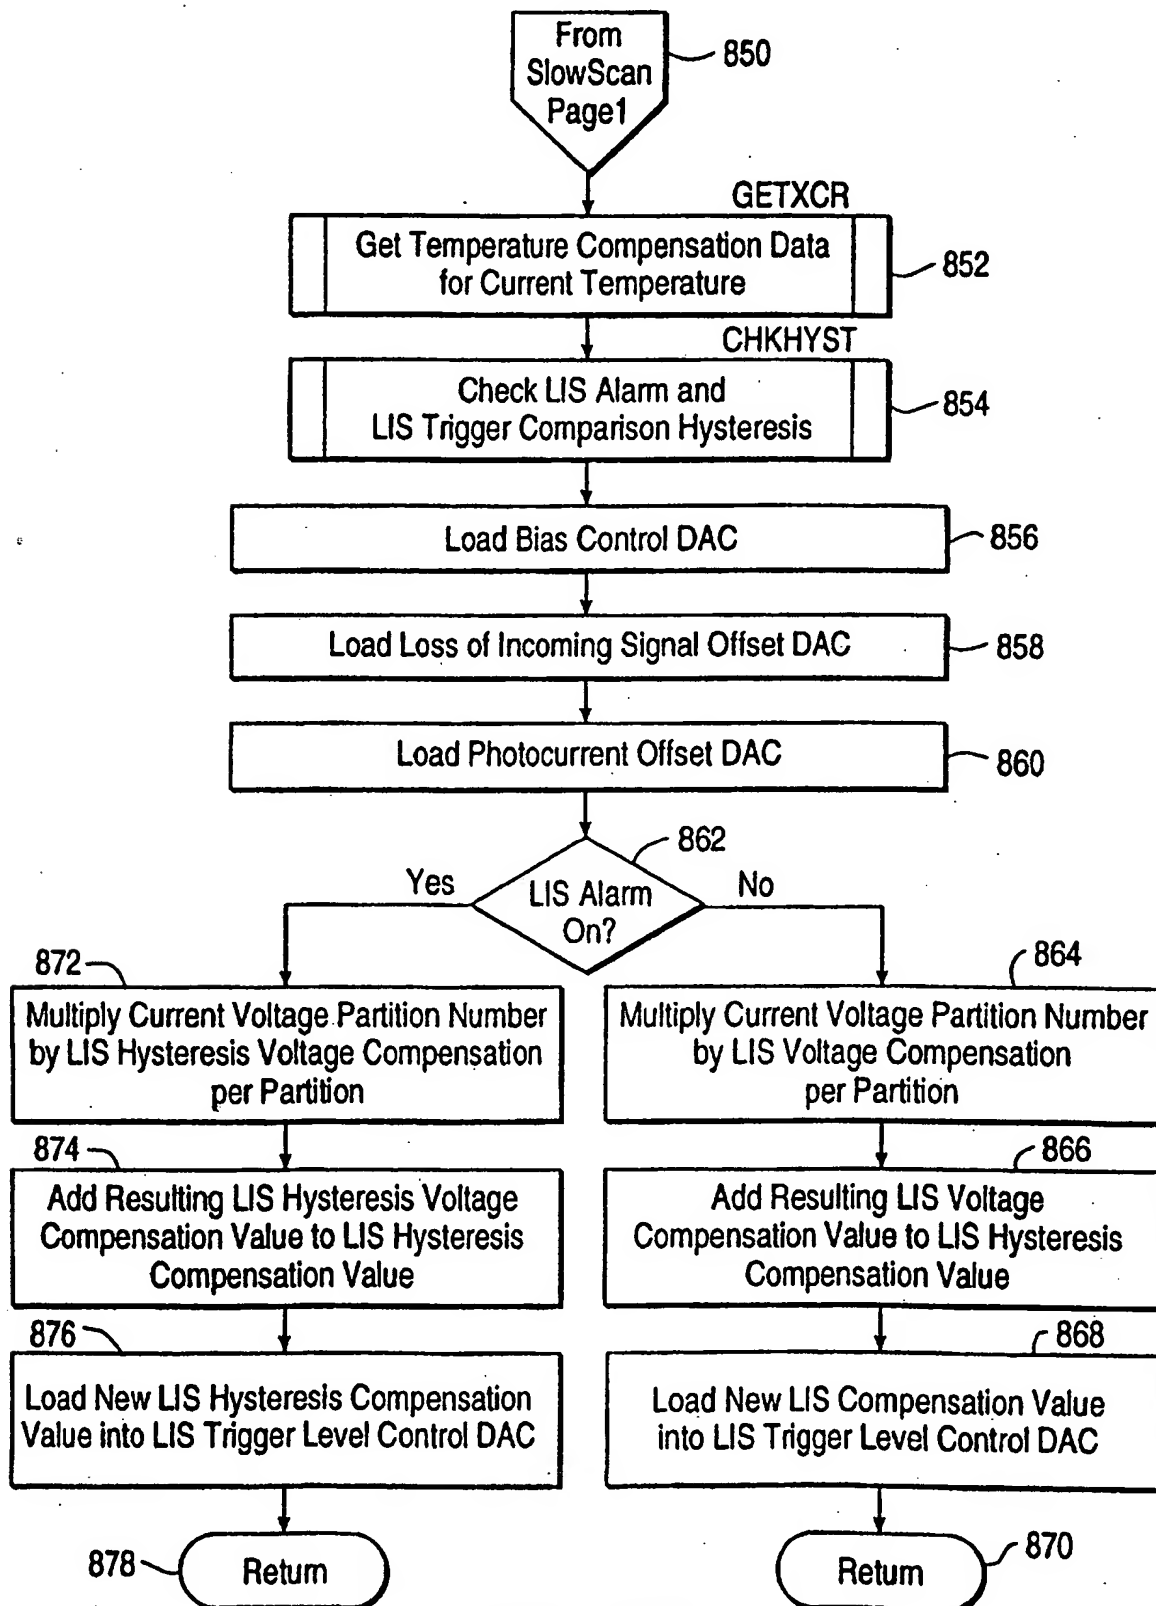 From
SlowScan
Page1
850
GETXCR
Get Temperature Compensation Data
for Current Temperature
852
CHKHYST
Check LIS Alarm and
LIS Trigger Comparison Hysteresis
854
Load Bias Control DAC
856
Load Loss of Incoming Signal Offset DAC
858
Load Photocurrent Offset DAC
860
862
Yes
LIS Alarm
On?
No
872
Multiply Current Voltage Partition Number
by LIS Hysteresis Voltage Compensation
per Partition
864
Multiply Current Voltage Partition Number
by LIS Voltage Compensation
per Partition
874
Add Resulting LIS Hysteresis Voltage
Compensation Value to LIS Hysteresis
Compensation Value
866
Add Resulting LIS Voltage
Compensation Value to LIS Hysteresis
Compensation Value
876
Load New LIS Hysteresis Compensation
Value into LIS Trigger Level Control DAC
868
Load New LIS Compensation Value
into LIS Trigger Level Control DAC
878
Return
870
Return